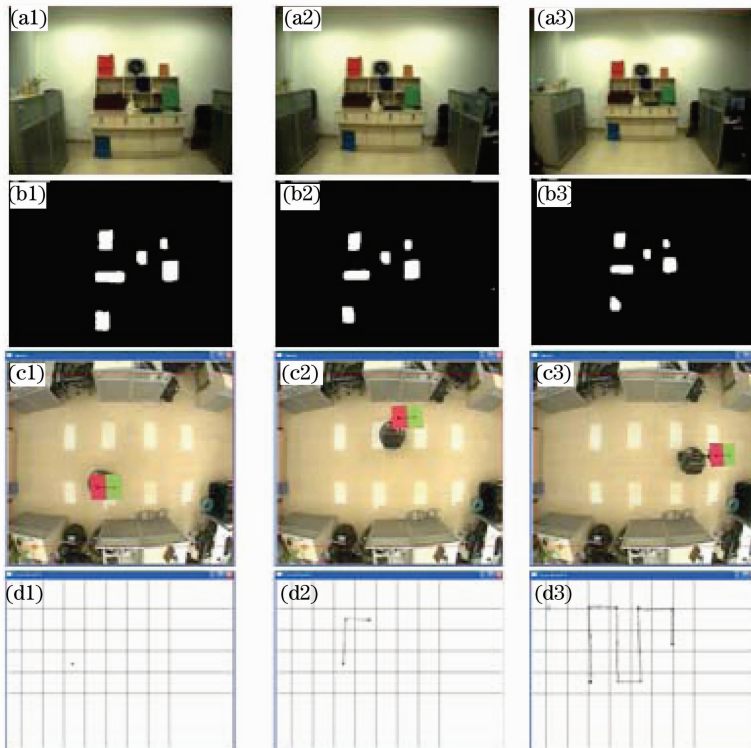 (a1) (a2) (a3)
(b1) (b2) (b3)
(c1) (c2) (c3)
(d1) (d2) (d3)